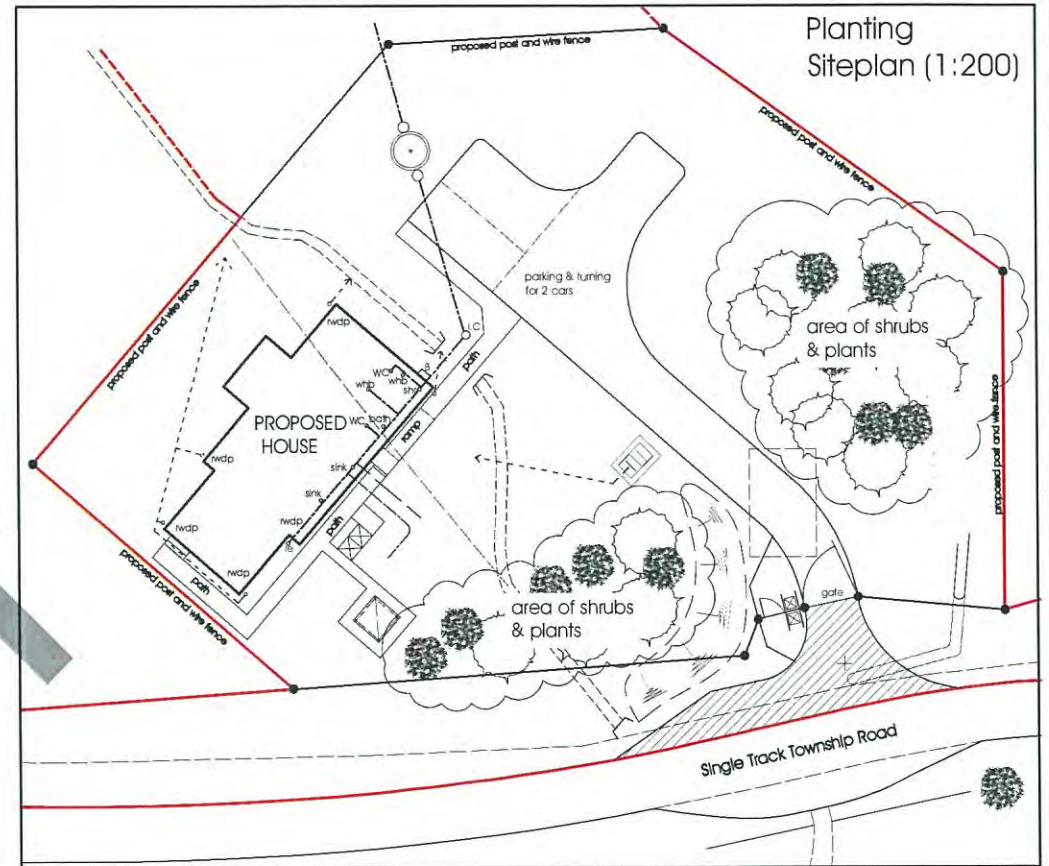 Planting
Siteplan (1:200)
proposed post and wire fence
proposed post and wire fence
parking & turning
for 2 cars
area of shrubs
& plants
proposed post and wire fence
rwdp
I.C
path
WC
whb
whb
shr
B
PROPOSED
HOUSE
WC
bath
ramp
rwdp
sink
sink
rwdp
path
rwdp
rwdp
path
proposed post and wire fence
proposed post and wire fence
area of shrubs
& plants
gate
Single Track Township Road